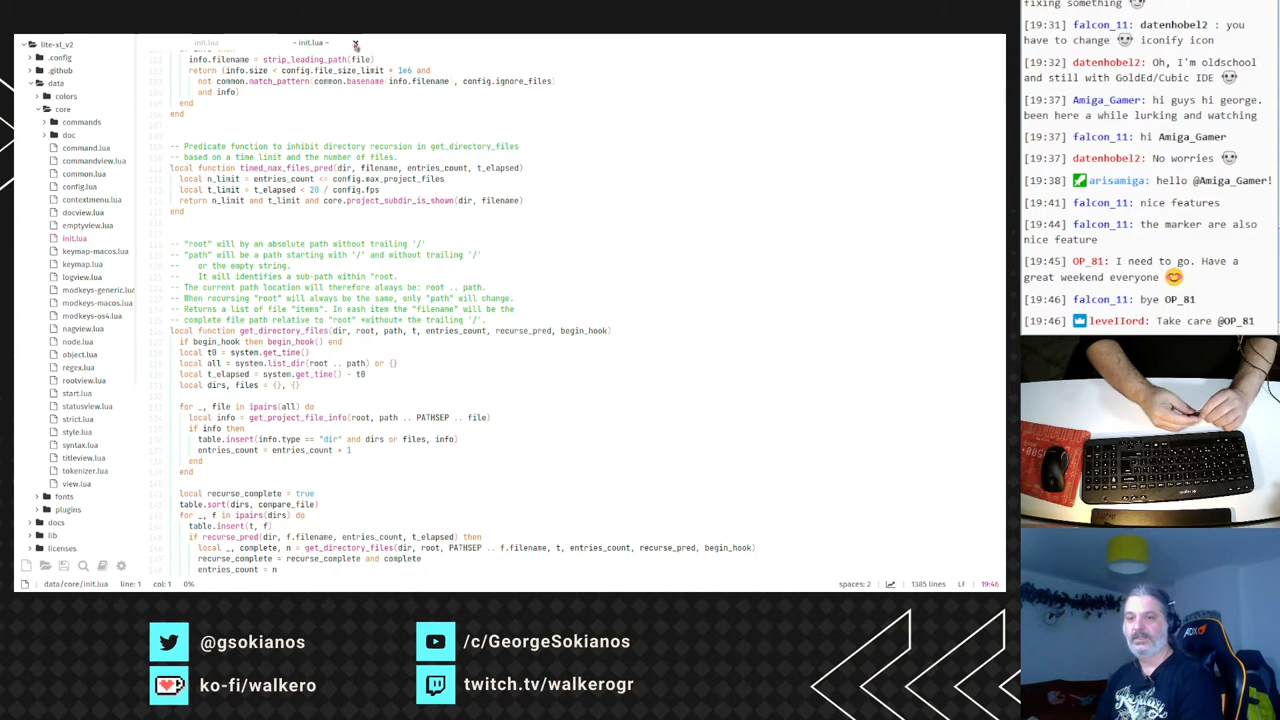 lite-xl_v2
.config
.github
data
colors
core
commands
doc
command.lua
commandview.lua
common.lua
config.lua
contextmenu.lua
docview.lua
emptyview.lua
init.lua
keymap-macos.lua
keymap.lua
logview.lua
modkeys-generic.lua
modkeys-macos.lua
modkeys-os4.lua
nagview.lua
node.lua
object.lua
regex.lua
rootview.lua
start.lua
statusview.lua
strict.lua
style.lua
syntax.lua
titleview.lua
tokenizer.lua
view.lua
fonts
plugins
docs
lib
licenses
init.lua
~ init.lua ~
info.filename = strip_leading_path(file)
return (info.size < config.file_size_limit * 1e6 and
not common.match_pattern(common.basename(info.filename), config.ignore_files)
and info)
end
end
-- Predicate function to inhibit directory recursion in get_directory_files
-- based on a time limit and the number of files.
local function timed_max_files_pred(dir, filename, entries_count, t_elapsed)
local n_limit = entries_count <= config.max_project_files
local t_limit = t_elapsed < 20 / config.fps
return n_limit and t_limit and core.project_subdir_is_shown(dir, filename)
end
-- "root" will by an absolute path without trailing '/'
-- "path" will be a path starting with '/' and without trailing '/'
-- or the empty string.
-- It will identifies a sub-path within "root.
-- The current path location will therefore always be: root .. path.
-- When recursing "root" will always be the same, only "path" will change.
-- Returns a list of file "items". In eash item the "filename" will be the
-- complete file path relative to "root" *without* the trailing '/'.
local function get_directory_files(dir, root, path, t, entries_count, recurse_pred, begin_hook)
if begin_hook then begin_hook() end
local t0 = system.get_time()
local all = system.list_dir(root .. path) or {}
local t_elapsed = system.get_time() - t0
local dirs, files = {}, {}
for _, file in ipairs(all) do
local info = get_project_file_info(root, path .. PATHSEP .. file)
if info then
table.insert(info.type == "dir" and dirs or files, info)
entries_count = entries_count + 1
end
end
local recurse_complete = true
table.sort(dirs, compare_file)
for _, f in ipairs(dirs) do
table.insert(t, f)
if recurse_pred(dir, f.filename, entries_count, t_elapsed) then
local _, complete, n = get_directory_files(dir, root, PATHSEP .. f.filename, t, entries_count, recurse_pred, begin_hook)
recurse_complete = recurse_complete and complete
entries_count = n
data/core/init.lua line: 1 col: 1 0%
spaces: 2 1385 lines LF 19:46
fixing something
[19:31] falcon_11: datenhobel2 : you
have to change iconify icon
[19:32] datenhobel2: Oh, I'm oldschool
and still with GoldEd/Cubic IDE
[19:37] Amiga_Gamer: hi guys hi george.
been here a while lurking and watching
[19:37] falcon_11: hi Amiga_Gamer
[19:37] datenhobel2: No worries
[19:38] arisamiga: hello @Amiga_Gamer!
[19:41] falcon_11: nice features
[19:44] falcon_11: the marker are also
nice feature
[19:45] OP_81: I need to go. Have a
great weekend everyone
[19:46] falcon_11: bye OP_81
[19:46] levelIord: Take care @OP_81
@gsokianos
/c/GeorgeSokianos
ko-fi/walkero
twitch.tv/walkerogr